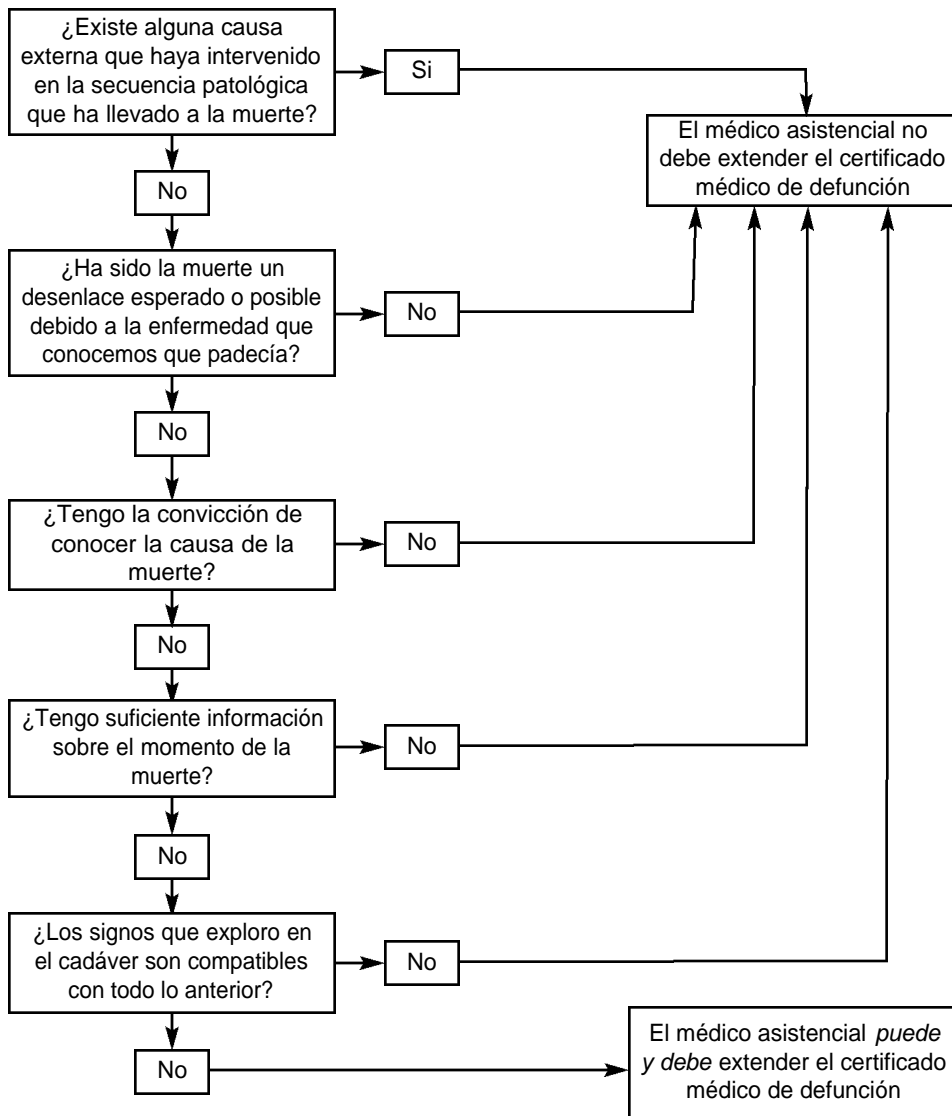 ¿Existe alguna causa
externa que haya intervenido
en la secuencia patológica
que ha llevado a la muerte?
Si
El médico asistencial no
debe extender el certificado
médico de defunción
No
¿Ha sido la muerte un
desenlace esperado o posible
debido a la enfermedad que
conocemos que padecía?
No
No
¿Tengo la convicción de
conocer la causa de la
muerte?
No
No
¿Tengo suficiente información
sobre el momento de la
muerte?
No
No
¿Los signos que exploro en
el cadáver son compatibles
con todo lo anterior?
No
No
El médico asistencial puede
y debe extender el certificado
médico de defunción